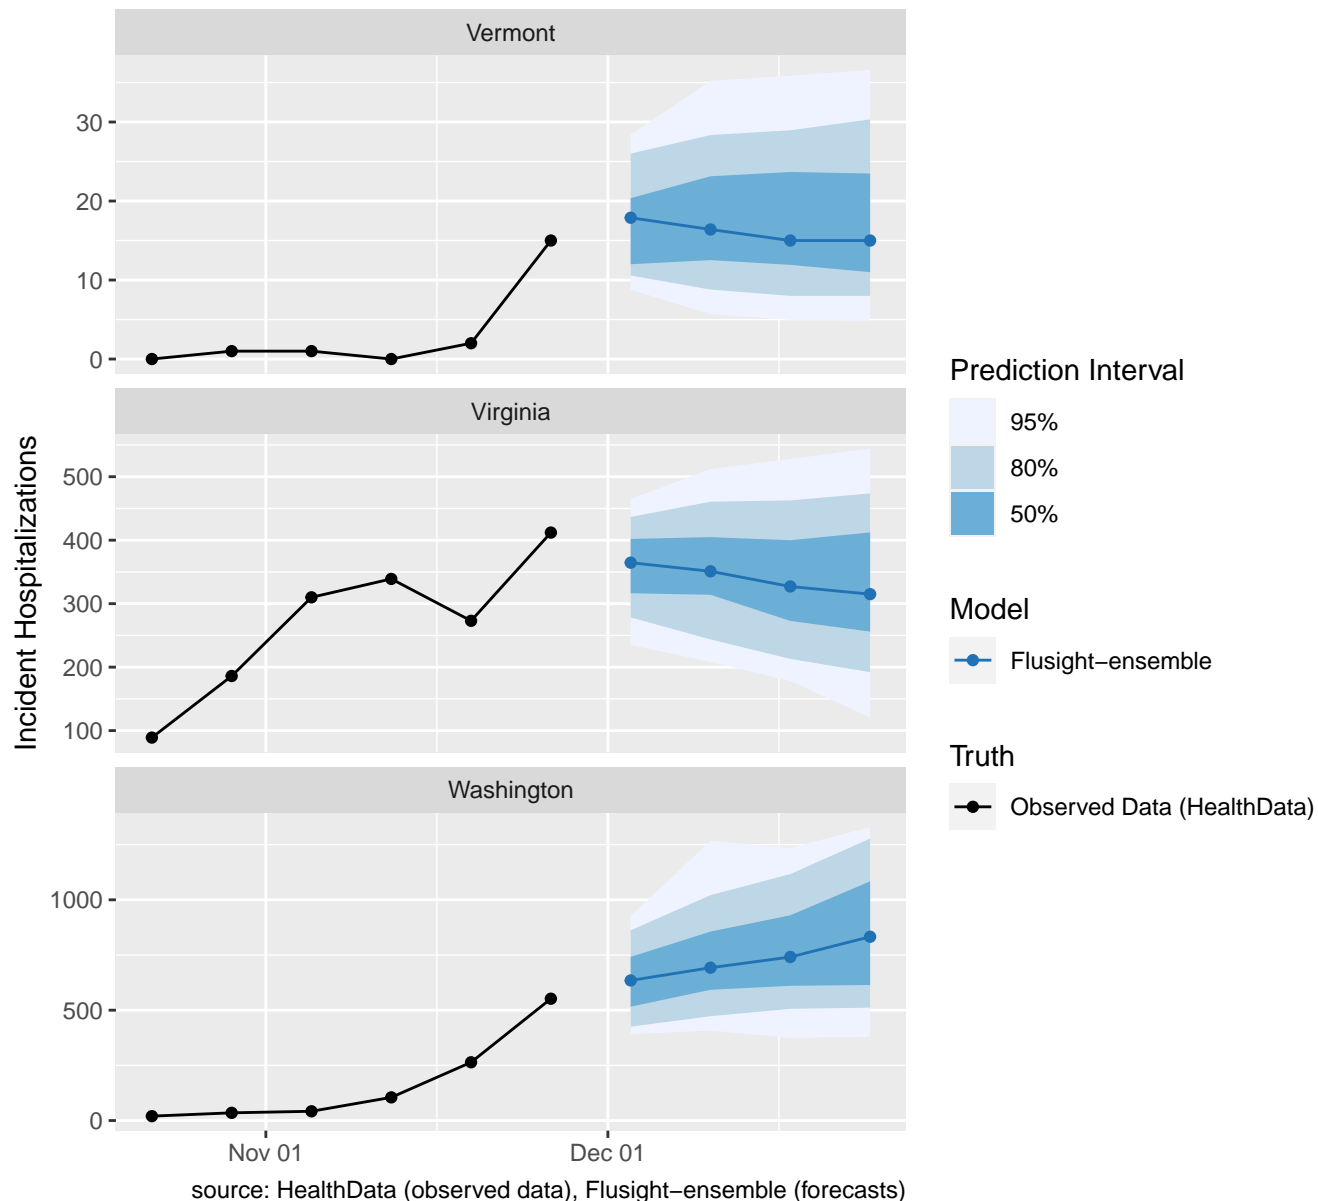 Vermont
30
20
10
0
Virginia
500
400
300
200
100
Washington
1000
500
0
Nov 01 Dec 01
Incident Hospitalizations
source: HealthData (observed data), Flusight−ensemble (forecasts)
Prediction Interval
95%
80%
50%
Model
Flusight−ensemble
Truth
Observed Data (HealthData)